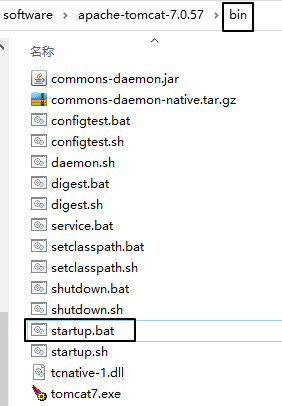 software > apache-tomcat-7.0.57 > bin
名称
commons-daemon.jar
commons-daemon-native.tar.gz
configtest.bat
configtest.sh
daemon.sh
digest.bat
digest.sh
service.bat
setclasspath.bat
setclasspath.sh
shutdown.bat
shutdown.sh
startup.bat
startup.sh
tcnative-1.dll
tomcat7.exe